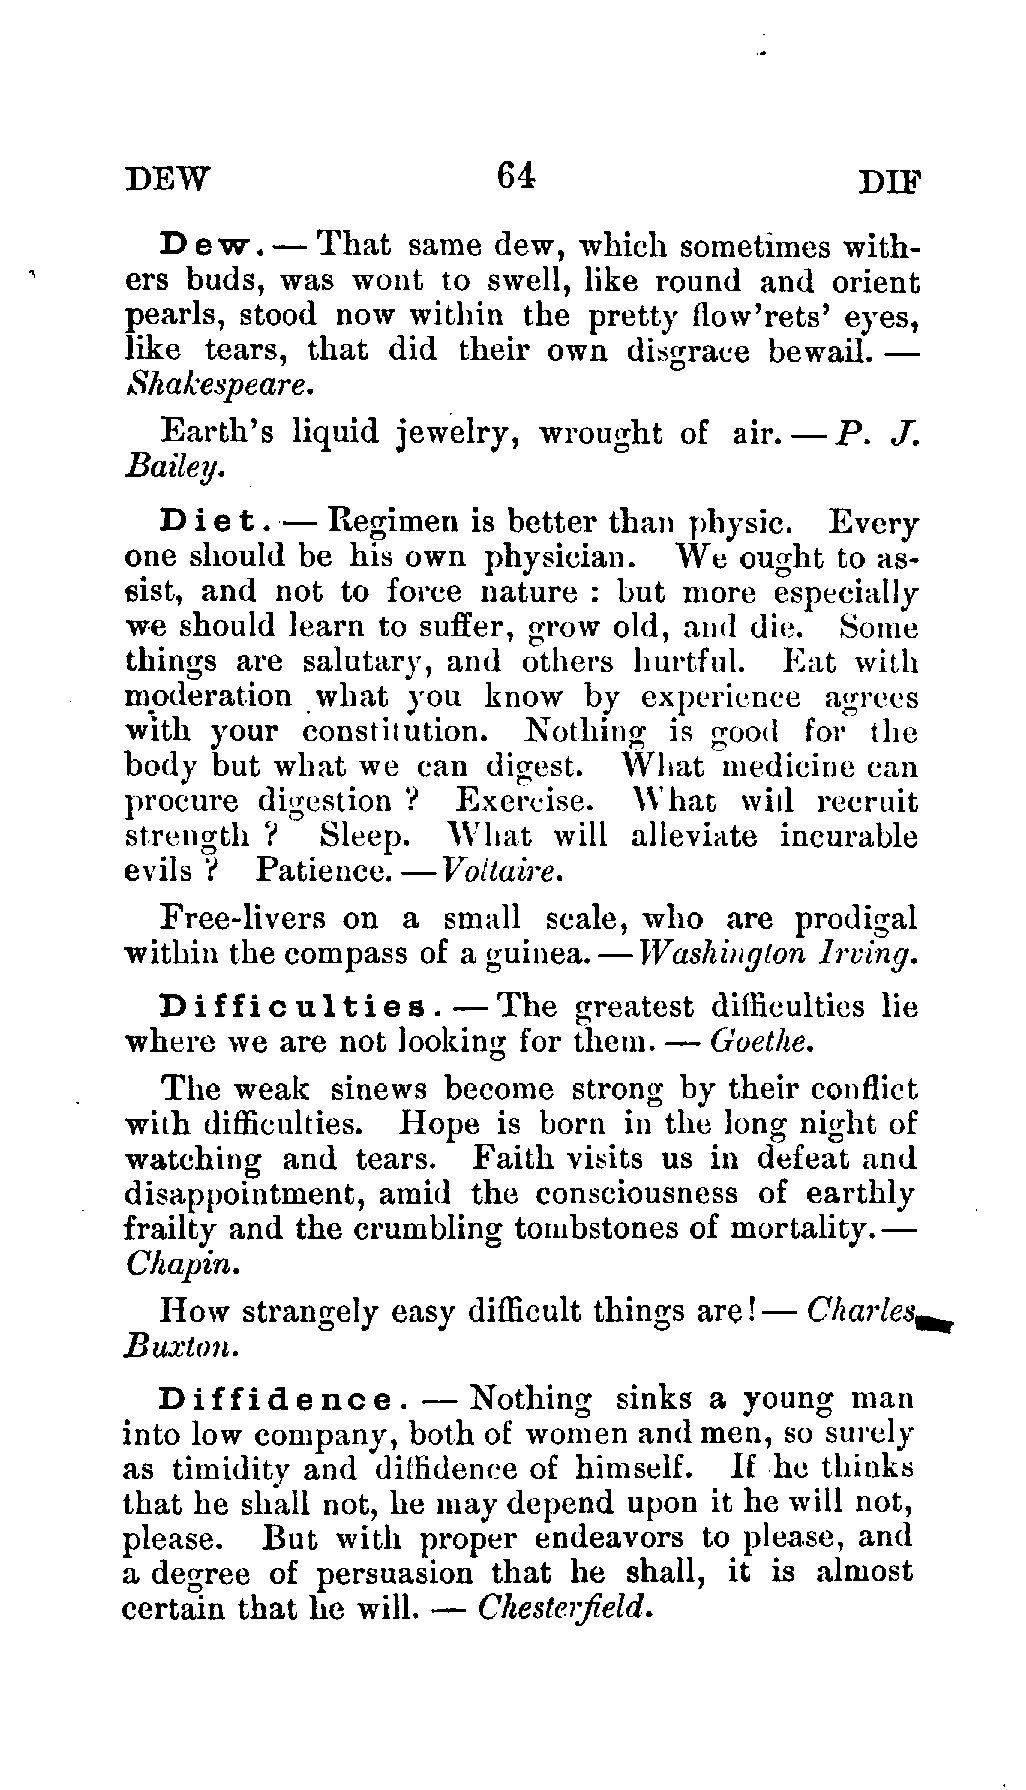 DEW 64 DIF
Dew. — That same dew, which sometimes with-
ers buds, was wont to swell, like round and orient
pearls, stood now within the pretty flow'rets' eyes,
like tears, that did their own disgrace bewail. —
Shakespeare.
Earth's liquid jewelry, wrought of air. — P. J.
Bailey.
Diet. — Regimen is better than physic. Every
one should be his own physician. We ought to as-
sist, and not to force nature : but more especially
we should learn to suffer, grow old, and die. Some
things are salutary, and others hurtful. Eat with
moderation what you know by experience agrees
with your constitution. Nothing is good for the
body but what we can digest. What medicine can
procure digestion ? Exercise. What will recruit
strength ? Sleep. What will alleviate incurable
evils ? Patience. — Voltaire.
Free-livers on a small scale, who are prodigal
within the compass of a guinea. — Washington Irving.
Difficulties. — The greatest difficulties lie
where we are not looking for them. — Goethe.
The weak sinews become strong by their conflict
with difficulties. Hope is born in the long night of
watching and tears. Faith visits us in defeat and
disappointment, amid the consciousness of earthly
frailty and the crumbling tombstones of mortality. —
Chapin.
How strangely easy difficult things are! — Charles
Buxton.
Diffidence. — Nothing sinks a young man
into low company, both of women and men, so surely
as timidity and diffidence of himself. If he thinks
that he shall not, he may depend upon it he will not,
please. But with proper endeavors to please, and
a degree of persuasion that he shall, it is almost
certain that he will. — Chesterfield.